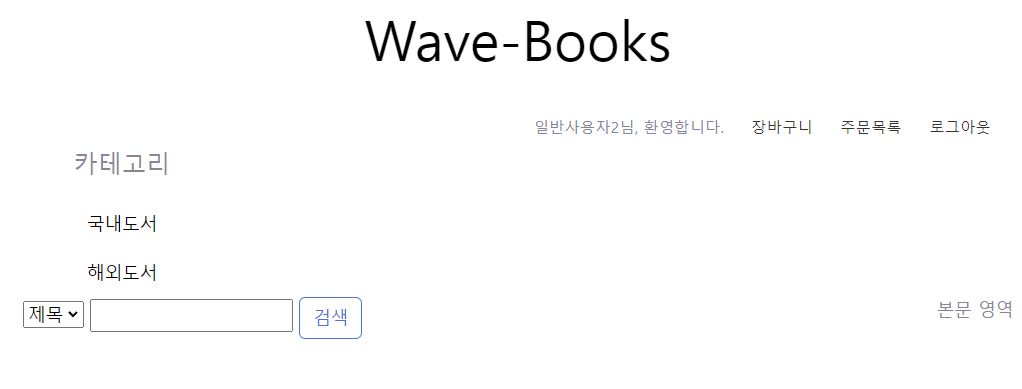 Wave-Books
일반사용자2님, 환영합니다. 장바구니 주문목록 로그아웃
카테고리
국내도서
해외도서
제목 검색 본문 영역